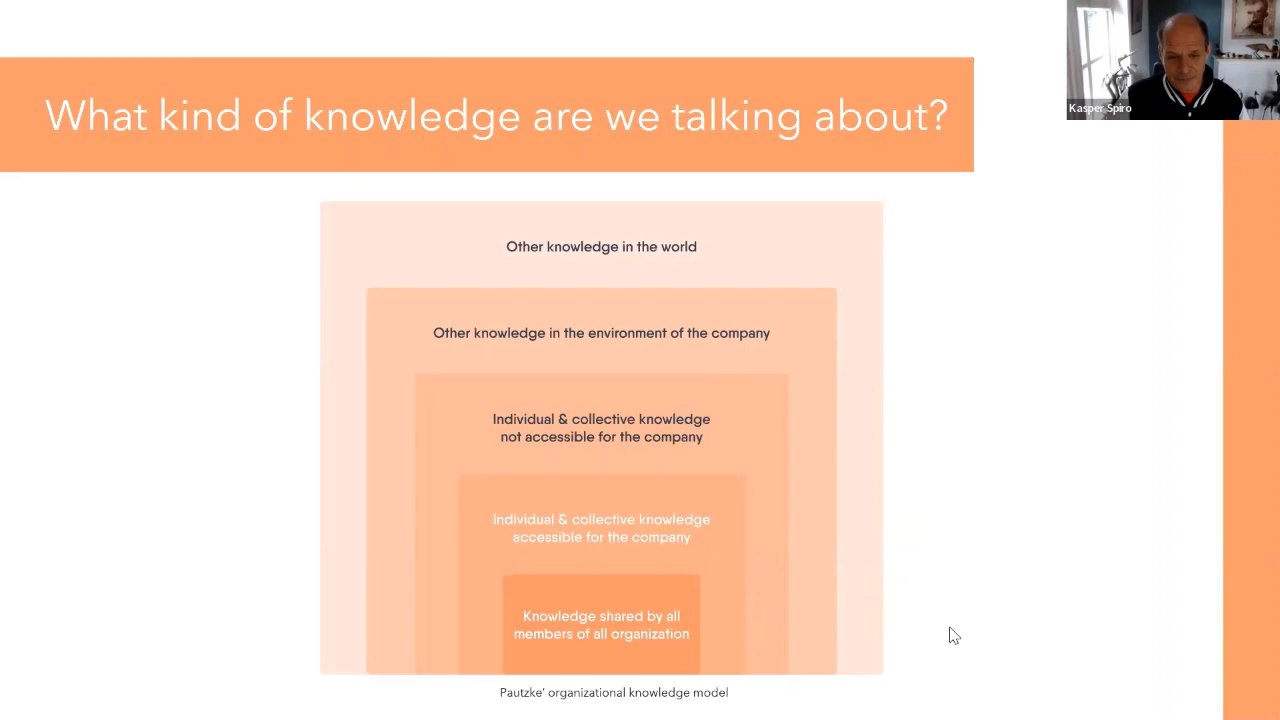 What kind of knowledge are we talking about?
Kasper Spiro
Other knowledge in the world
Other knowledge in the environment of the company
Individual & collective knowledge
not accessible for the company
Individual & collective knowledge
accessible for the company
Knowledge shared by all
members of all organization
Pautzke’ organizational knowledge model